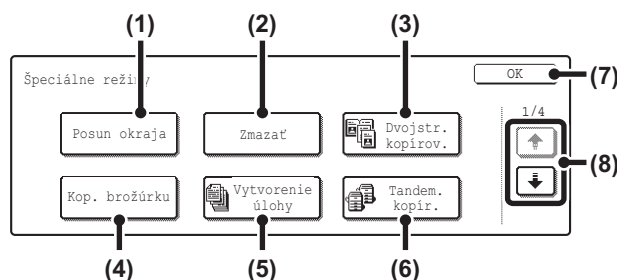 (1) (2) (3)
Špeciálne režimy
OK
(7)
1/4
Posun okraja
Zmazať
Dvojstr.
kopírov.
(8)
Kop. brožúrku
Vytvorenie
úlohy
Tandem.
kopír.
(4) (5) (6)